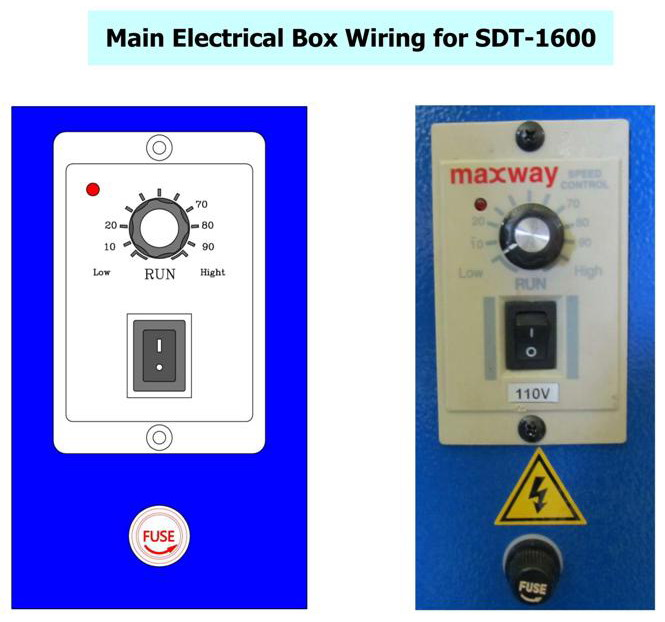 Main Electrical Box Wiring for SDT-1600
70
20
80
10
90
Low
RUN
Hight
FUSE
maxway
SPEED
CONTROL
70
20
80
10
90
Low
High
RUN
I
O
110V
FUSE